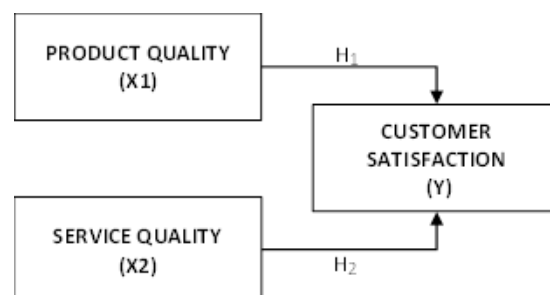 PRODUCT QUALITY
(X1)
H₁
CUSTOMER
SATISFACTION
(Y)
SERVICE QUALITY
(X2)
H₂